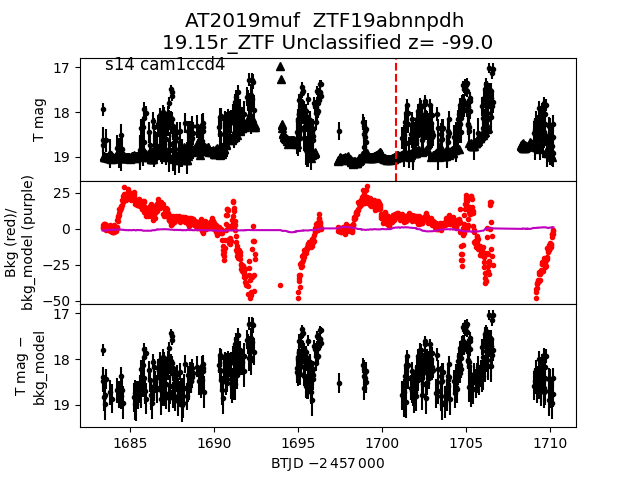 AT2019muf  ZTF19abnnpdh
19.15r_ZTF Unclassified z= -99.0
s14 cam1ccd4
17
18
19
T mag
25
0
−25
−50
Bkg (red)/
bkg_model (purple)
17
18
19
T mag −
bkg_model
1685 1690 1695 1700 1705 1710
BTJD −2 457 000